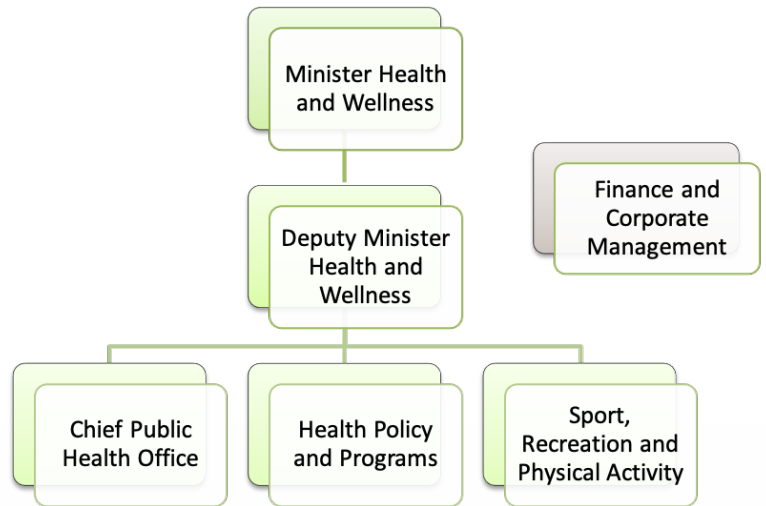 Minister Health
and Wellness
Finance and
Corporate
Management
Deputy Minister
Health and
Wellness
Chief Public
Health Office
Health Policy
and Programs
Sport,
Recreation and
Physical Activity